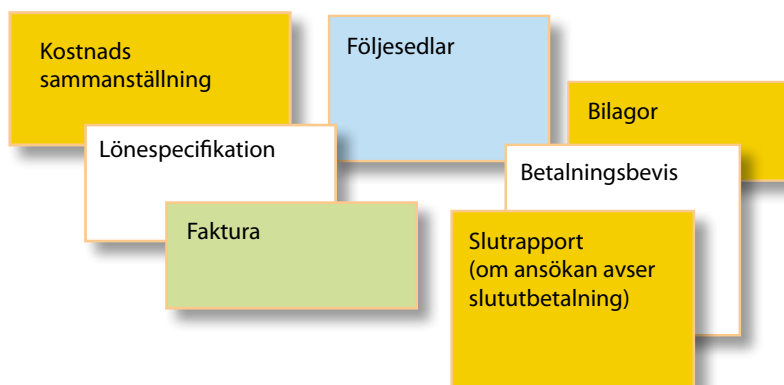 Kostnads
sammanställning
Följesedlar
Bilagor
Lönespecifikation
Betalningsbevis
Faktura
Slutrapport
(om ansökan avser
slututbetalning)